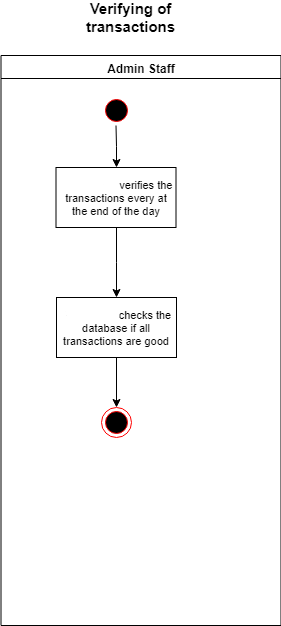 Verifying of
transactions
Admin Staff
verifies the
transactions every at
the end of the day
checks the
database if all
transactions are good